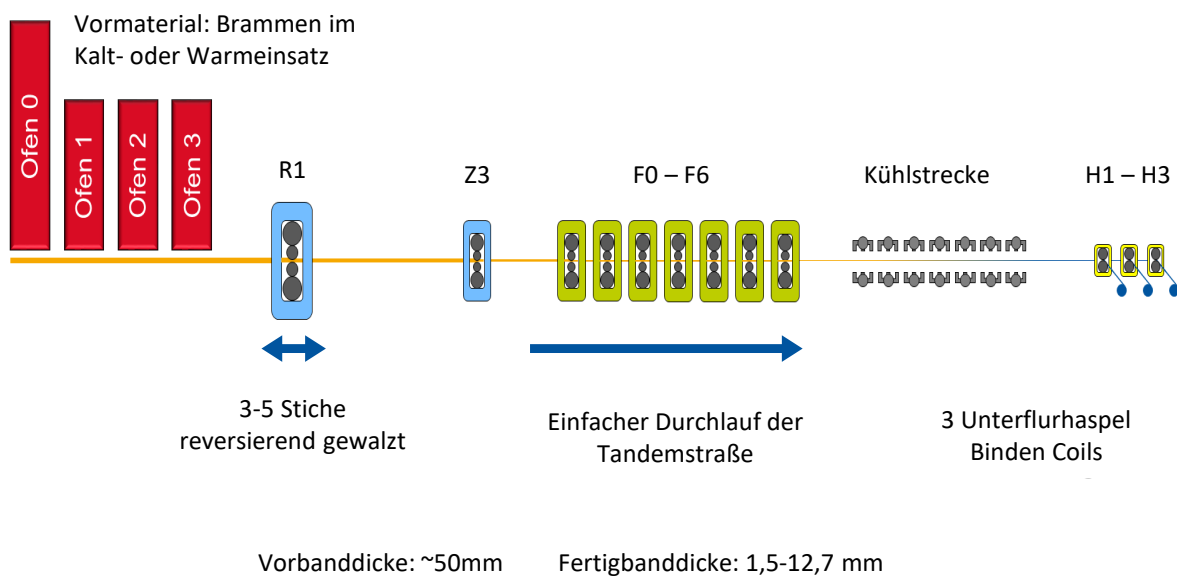 Vormaterial: Brammen im
Kalt- oder Warmeinsatz
Ofen 0
Ofen 1
Ofen 2
Ofen 3
R1
Z3
F0 – F6
Kühlstrecke
H1 – H3
3-5 Stiche
reversierend gewalzt
Einfacher Durchlauf der
Tandemstraße
3 Unterflurhaspel
Binden Coils
Vorbanddicke: ~50mm
Fertigbanddicke: 1,5-12,7 mm